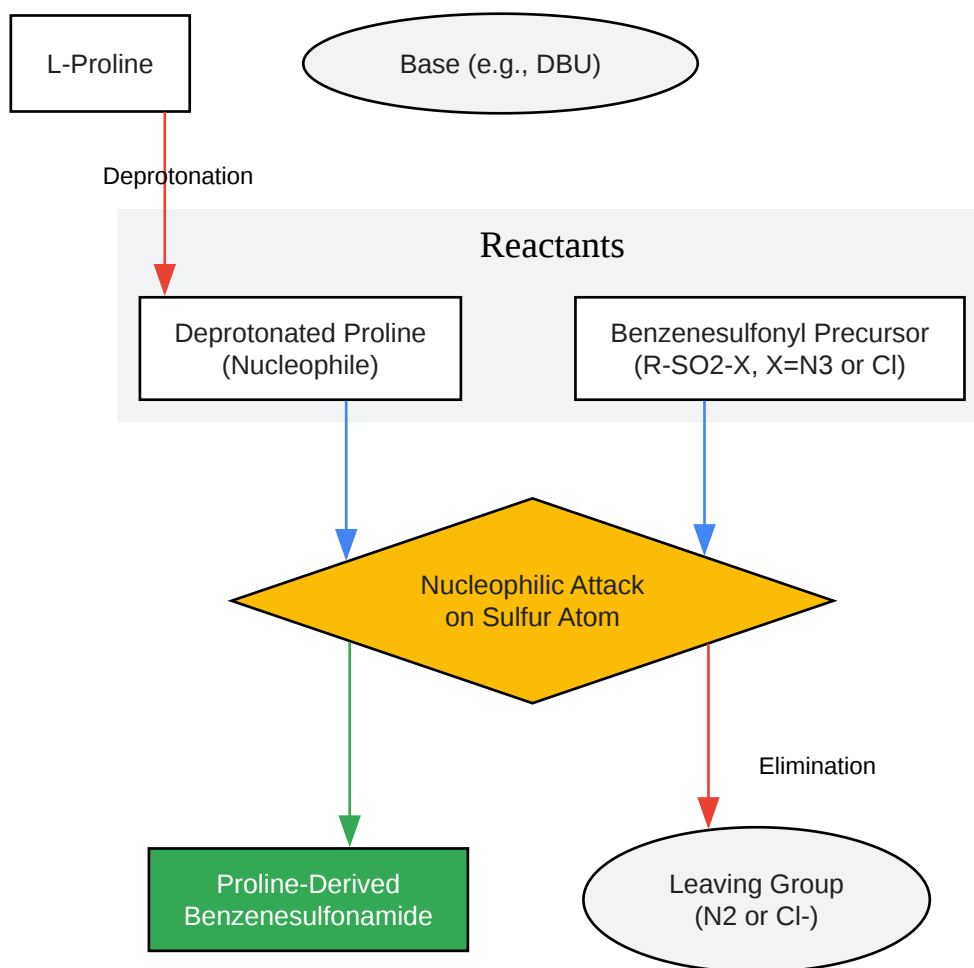 L-Proline
Base (e.g., DBU)
Deprotonation
Reactants
Deprotonated Proline
(Nucleophile)
Benzenesulfonyl Precursor
(R-SO2-X, X=N3 or Cl)
Nucleophilic Attack
on Sulfur Atom
Elimination
Proline-Derived
Benzenesulfonamide
Leaving Group
(N2 or Cl-)